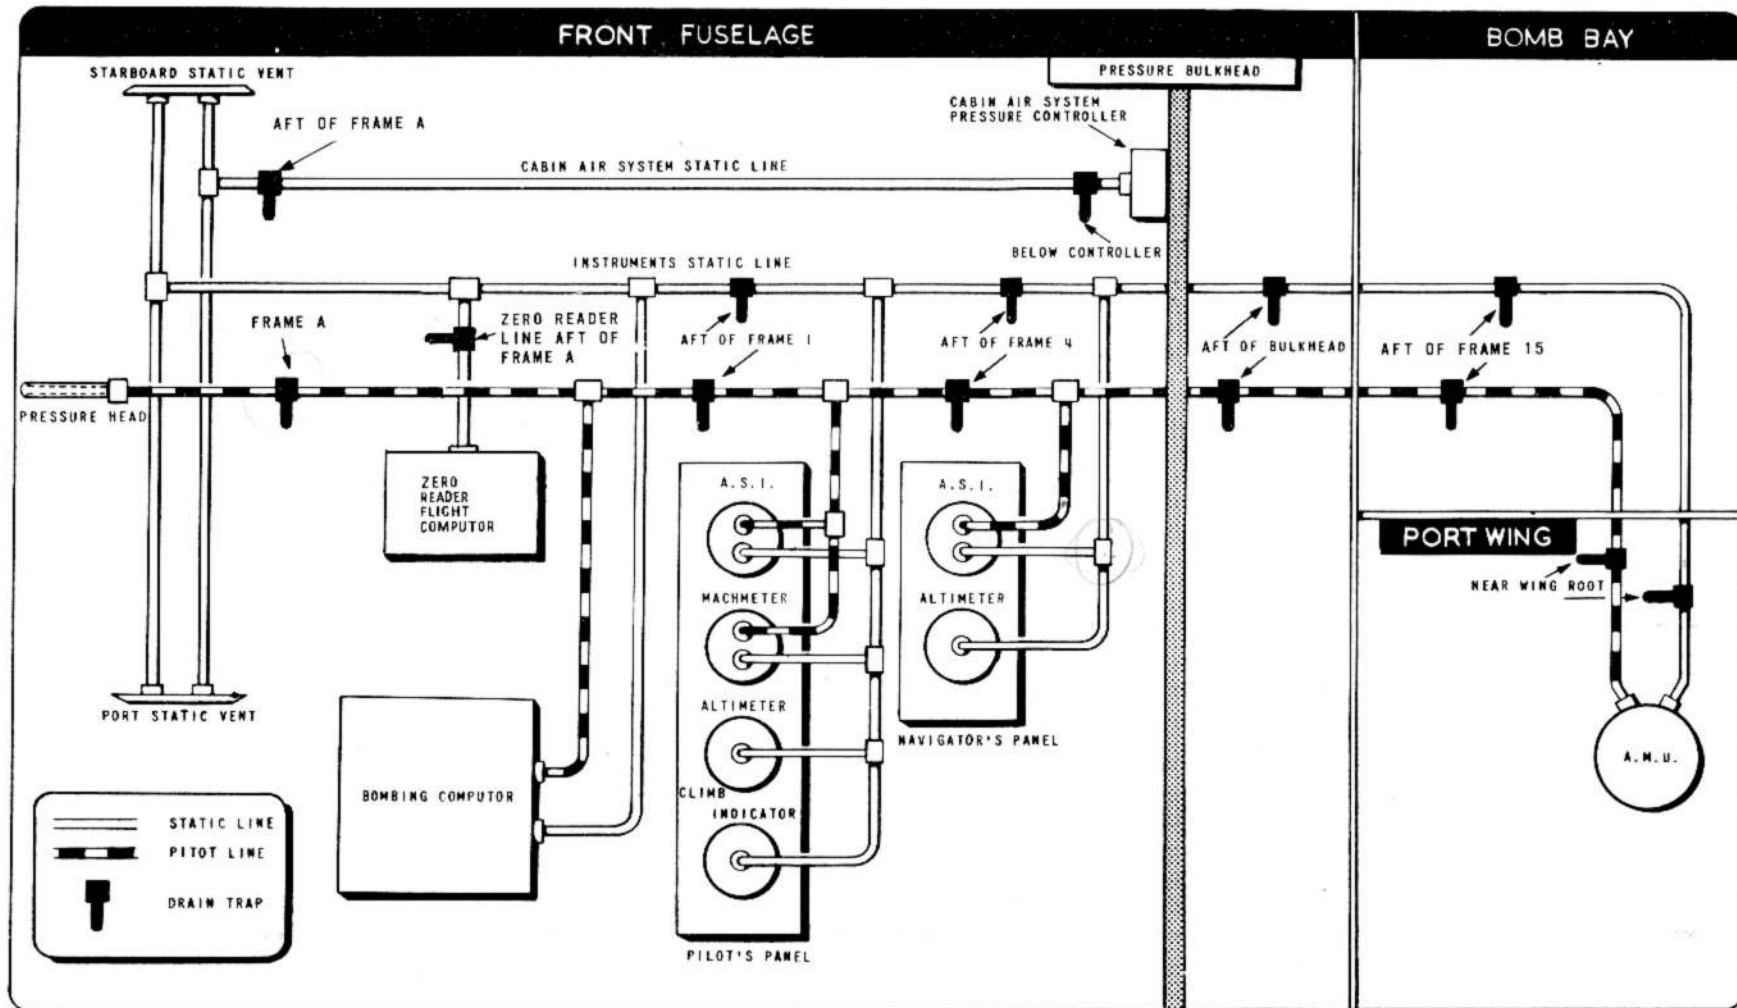 FRONT FUSELAGE
BOMB BAY
STARBOARD STATIC VENT
PRESSURE BULKHEAD
CABIN AIR SYSTEM
PRESSURE CONTROLLER
AFT OF FRAME A
CABIN AIR SYSTEM STATIC LINE
BELOW CONTROLLER
INSTRUMENTS STATIC LINE
FRAME A
ZERO READER
LINE AFT OF
FRAME A
AFT OF FRAME 1
AFT OF FRAME 4
AFT OF BULKHEAD
AFT OF FRAME 15
PRESSURE HEAD
ZERO
READER
FLIGHT
COMPUTOR
A.S.I.
A.S.I.
PORT WING
NEAR WING ROOT
MACHMETER
ALTIMETER
PORT STATIC VENT
ALTIMETER
NAVIGATOR'S PANEL
A.M.U.
BOMBING COMPUTOR
CLIMB
INDICATOR
STATIC LINE
PITOT LINE
DRAIN TRAP
PILOT'S PANEL